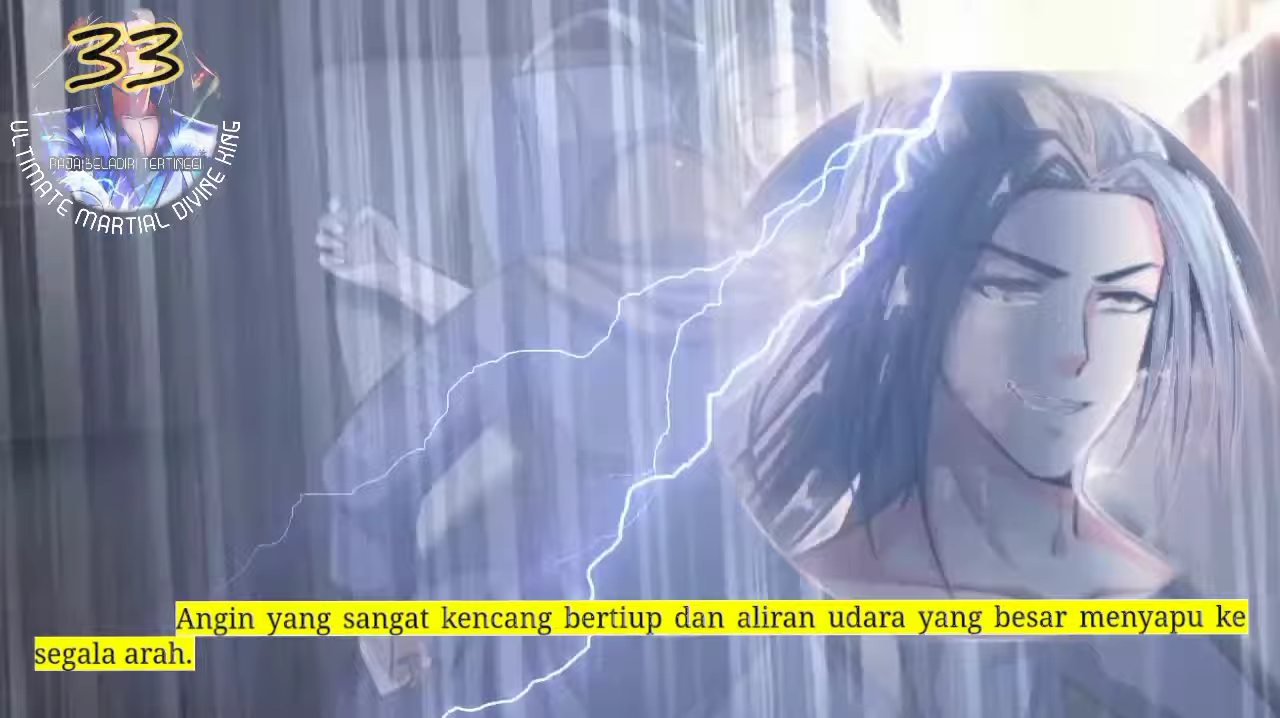 33
RAJA BELADIRI TERTINGGI
ULTIMATE MARTIAL DIVINE KING
Angin yang sangat kencang bertiup dan aliran udara yang besar menyapu ke
segala arah.